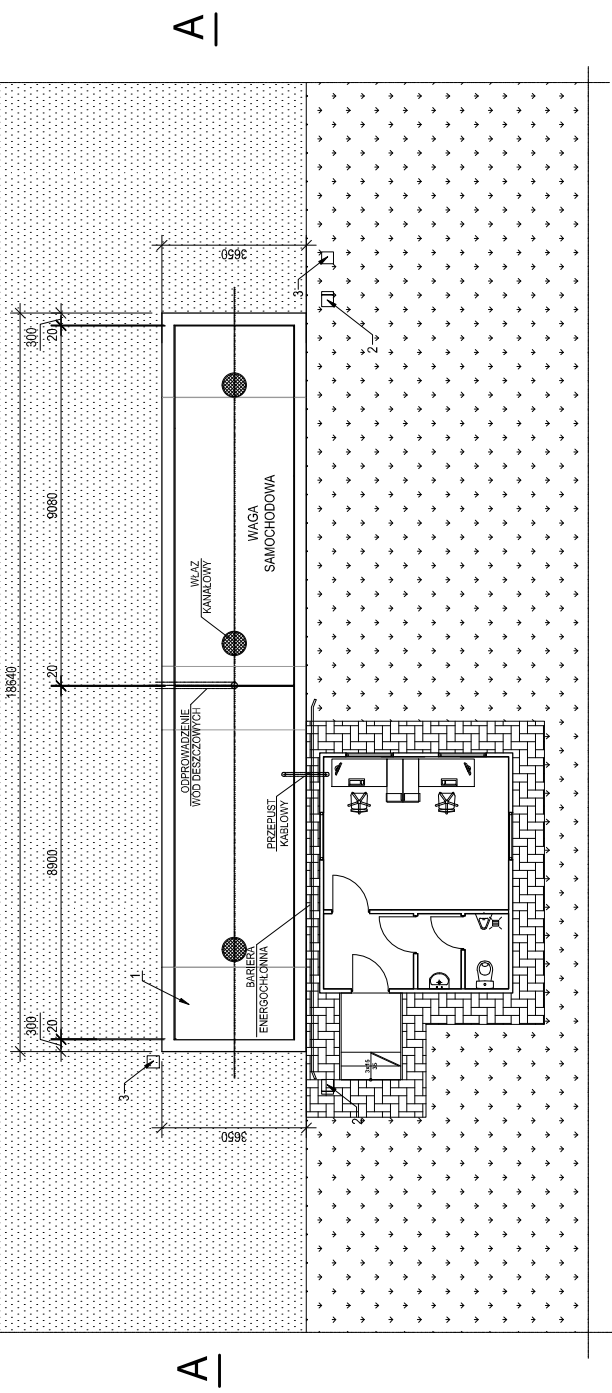 A
A
18640
300
20
9080
20
8900
20
300
3650
3650
WAGA
SAMOCHODOWA
WŁAZ
KANAŁOWY
ODPROWADZENIE
WÓD DESZCZOWYCH
PRZEPUST
KABLOWY
BARIERA
ENERGOCHŁONNA
1
2
2
3
3